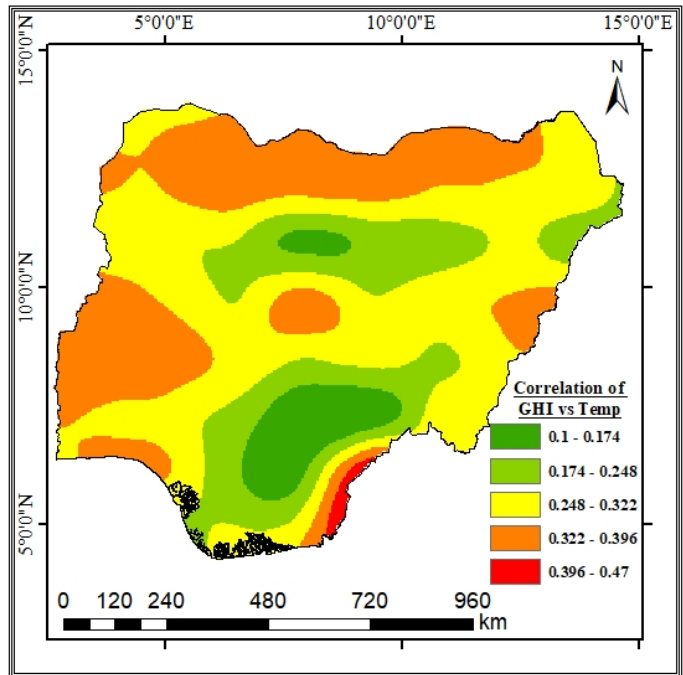 5°0'0"E 10°0'0"E 15°0'0"E
15°0'0"N
N
10°0'0"N
Correlation of
GHI vs Temp
0.1 - 0.174
0.174 - 0.248
0.248 - 0.322
0.322 - 0.396
0.396 - 0.47
5°0'0"N
0 120 240 480 720 960
km